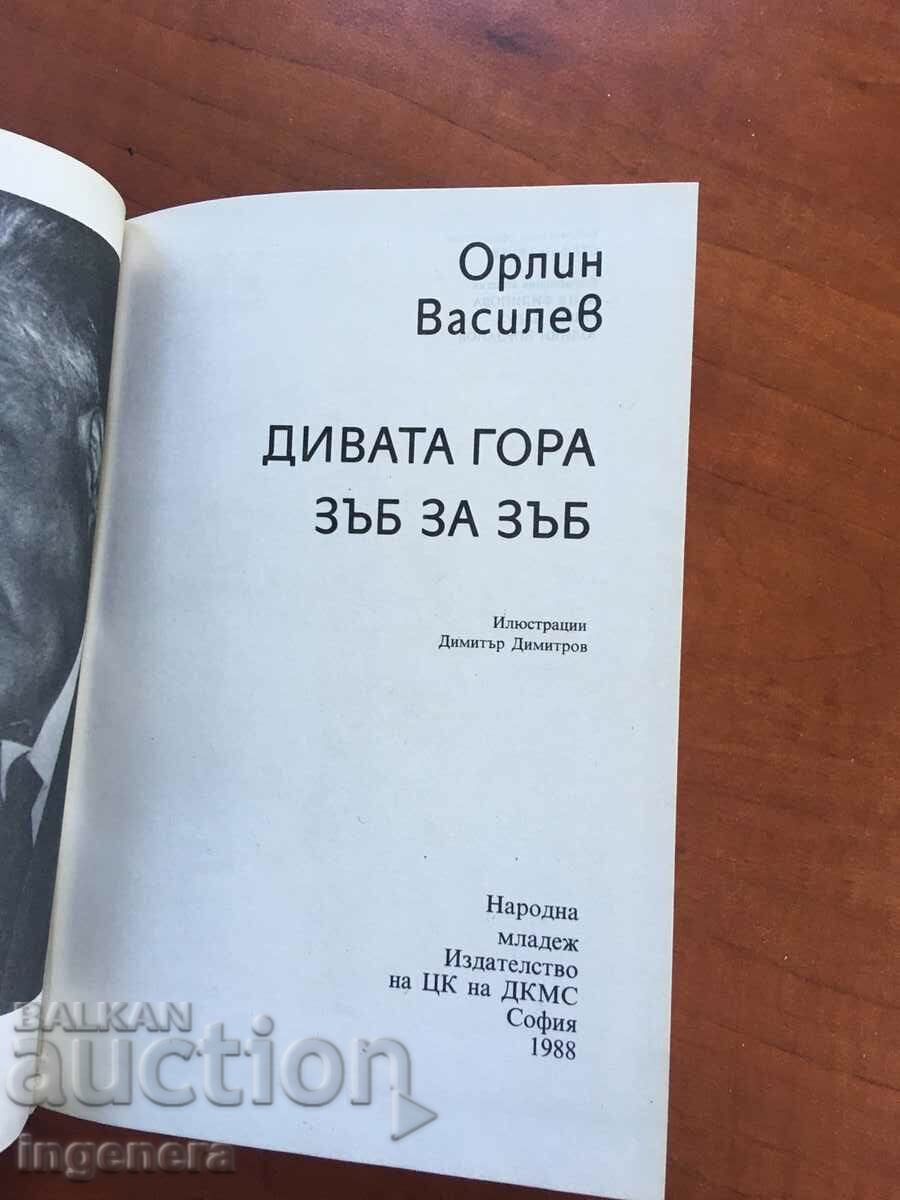 Орлин
Василев
ДИВАТА ГОРА
ЗЪБ ЗА ЗЪБ
Илюстрации
Димитър Димитров
Народна
младеж
Издателство
на ЦК на ДКМС
София
1988
BALKAN
auction
ingenera